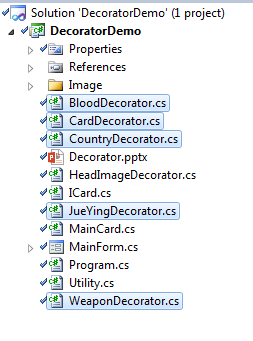 Solution 'DecoratorDemo' (1 project)
DecoratorDemo
Properties
References
Image
BloodDecorator.cs
CardDecorator.cs
CountryDecorator.cs
Decorator.pptx
HeadImageDecorator.cs
ICard.cs
JueYingDecorator.cs
MainCard.cs
MainForm.cs
Program.cs
Utility.cs
WeaponDecorator.cs